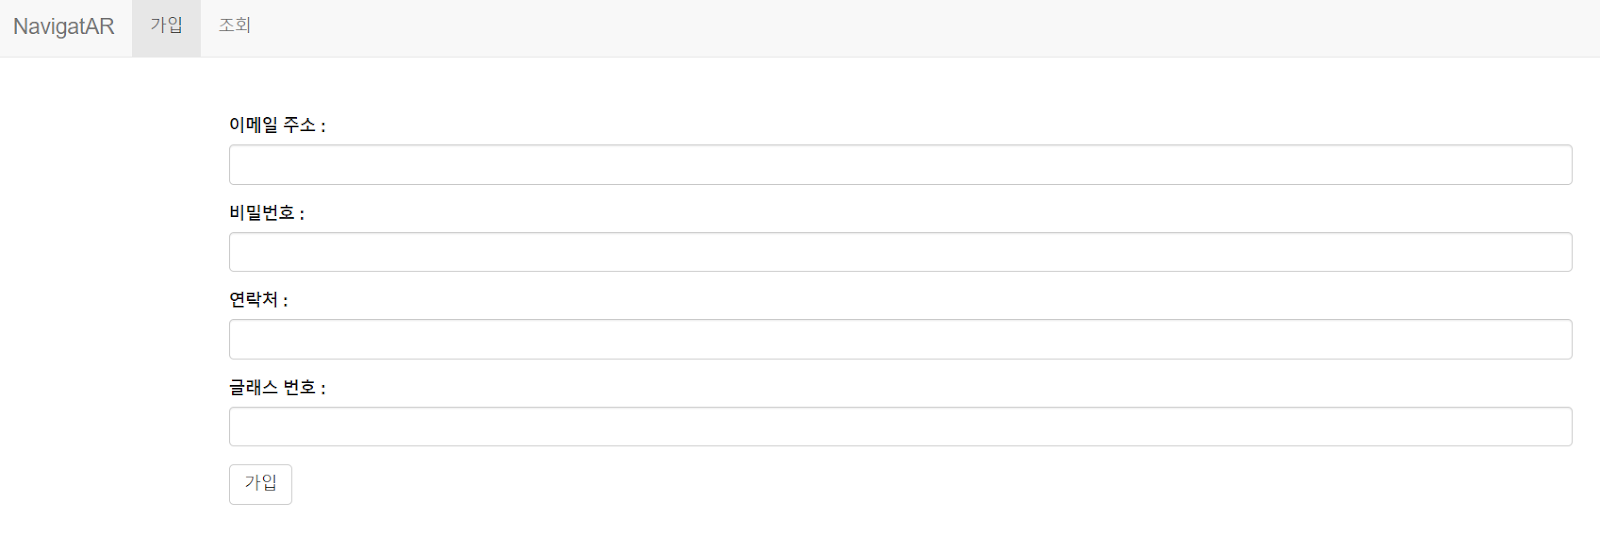 NavigatAR 가입 조회
이메일 주소 :
비밀번호 :
연락처 :
글래스 번호 :
가입